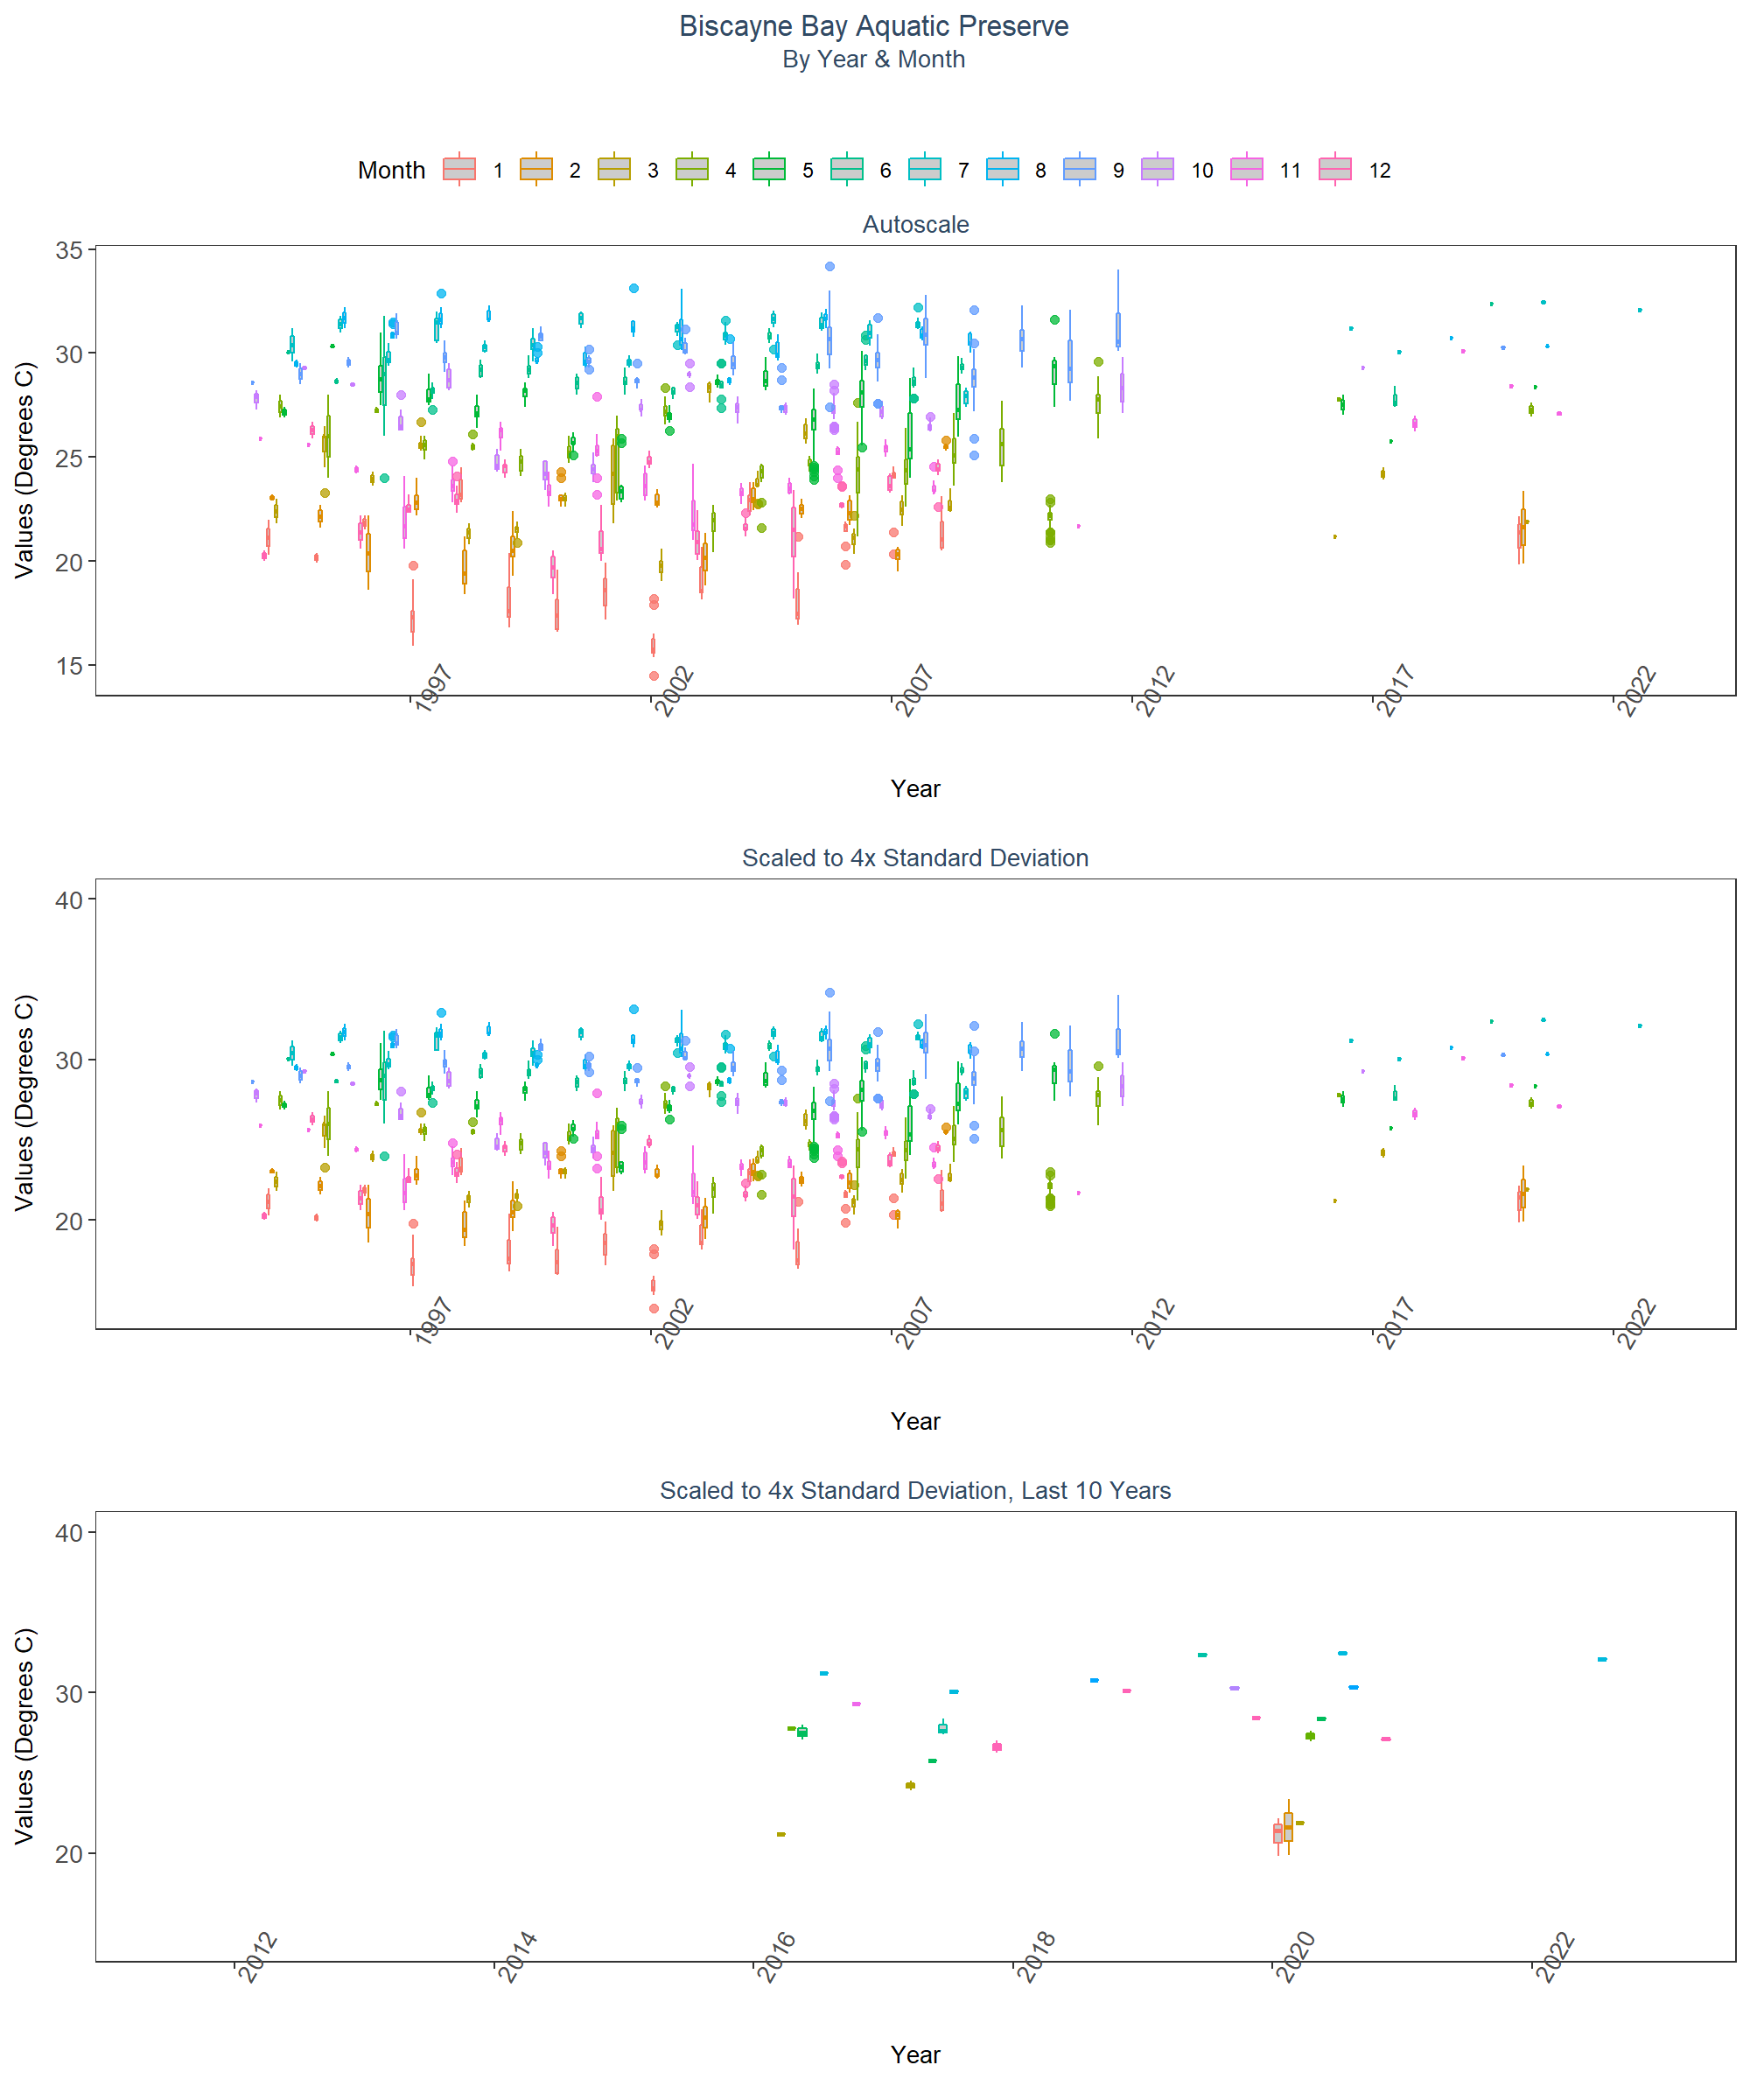 Biscayne Bay Aquatic Preserve
By Year & Month
Month 1 2 3 4 5 6 7 8 9 10 11 12
Autoscale
Values (Degrees C)
35
30
25
20
15
1997 2002 2007 2012 2017 2022
Year
Scaled to 4x Standard Deviation
Values (Degrees C)
40
30
20
1997 2002 2007 2012 2017 2022
Year
Scaled to 4x Standard Deviation, Last 10 Years
Values (Degrees C)
40
30
20
2012 2014 2016 2018 2020 2022
Year